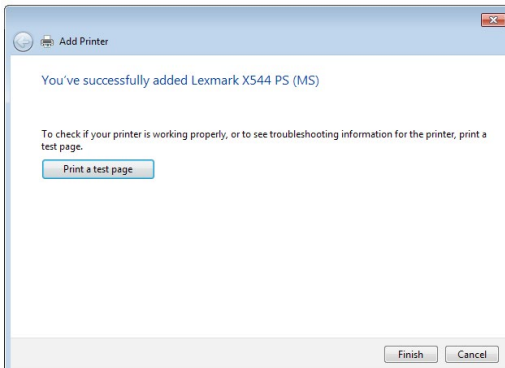 Add Printer
You've successfully added Lexmark X544 PS (MS)
To check if your printer is working properly, or to see troubleshooting information for the printer, print a
test page.
Print a test page
Finish Cancel